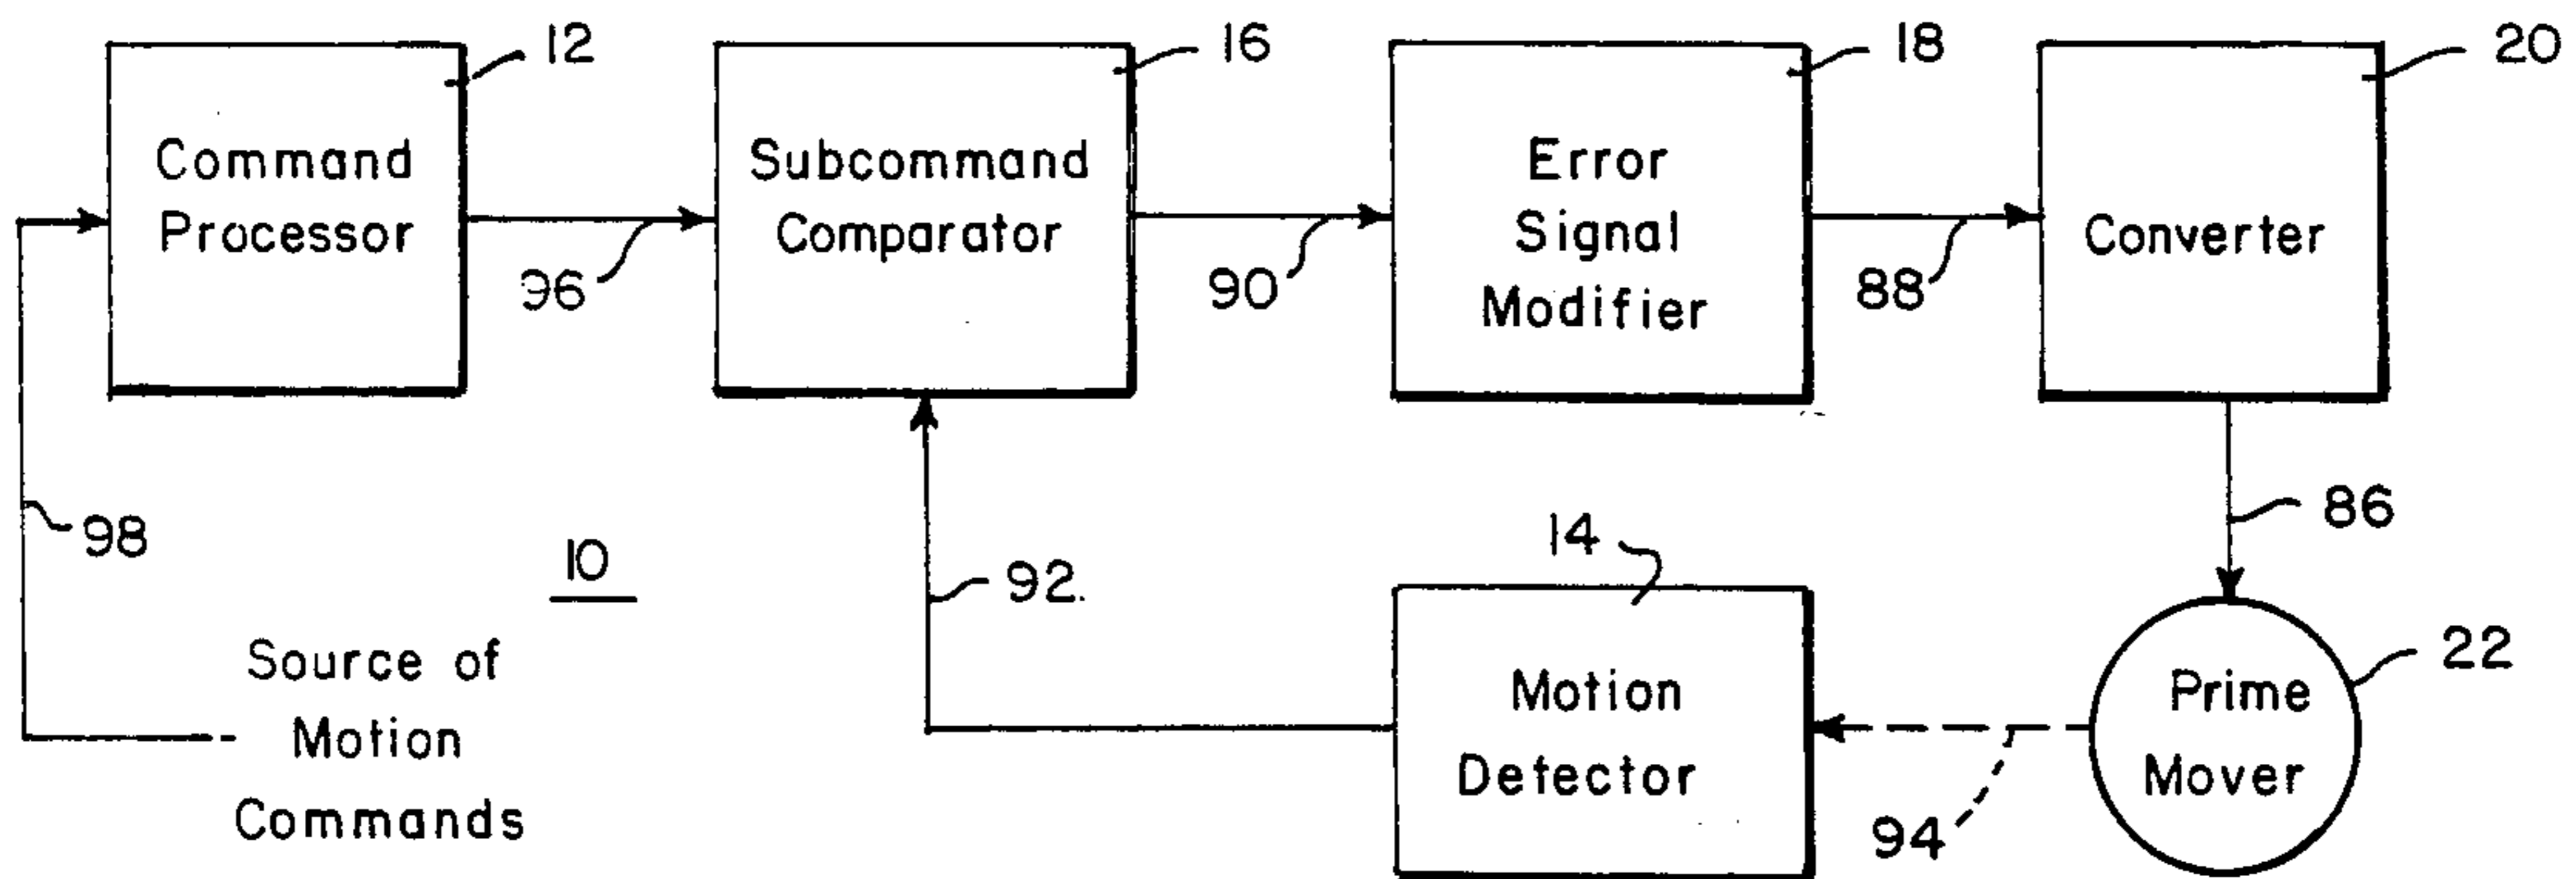 12
Command
Processor
96
16
Subcommand
Comparator
90
18
Error
Signal
Modifier
88
20
Converter
86
98
10
Source of
Motion
Commands
92.
14
Motion
Detector
94
22
Prime
Mover